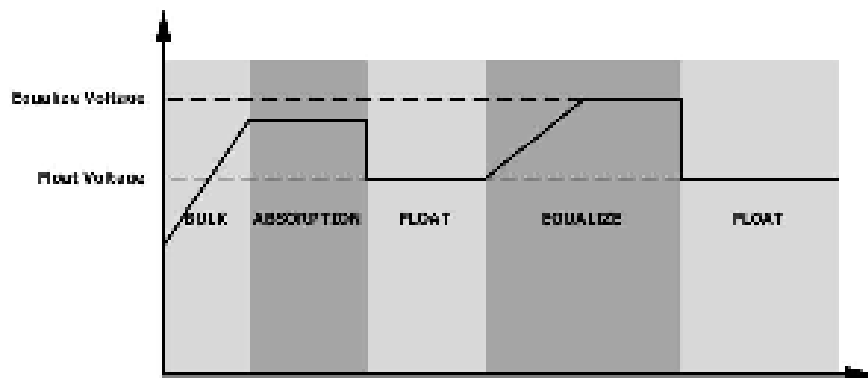 Equalize Voltage
Float Voltage
BULK
ABSORPTION
FLOAT
EQUALIZE
FLOAT